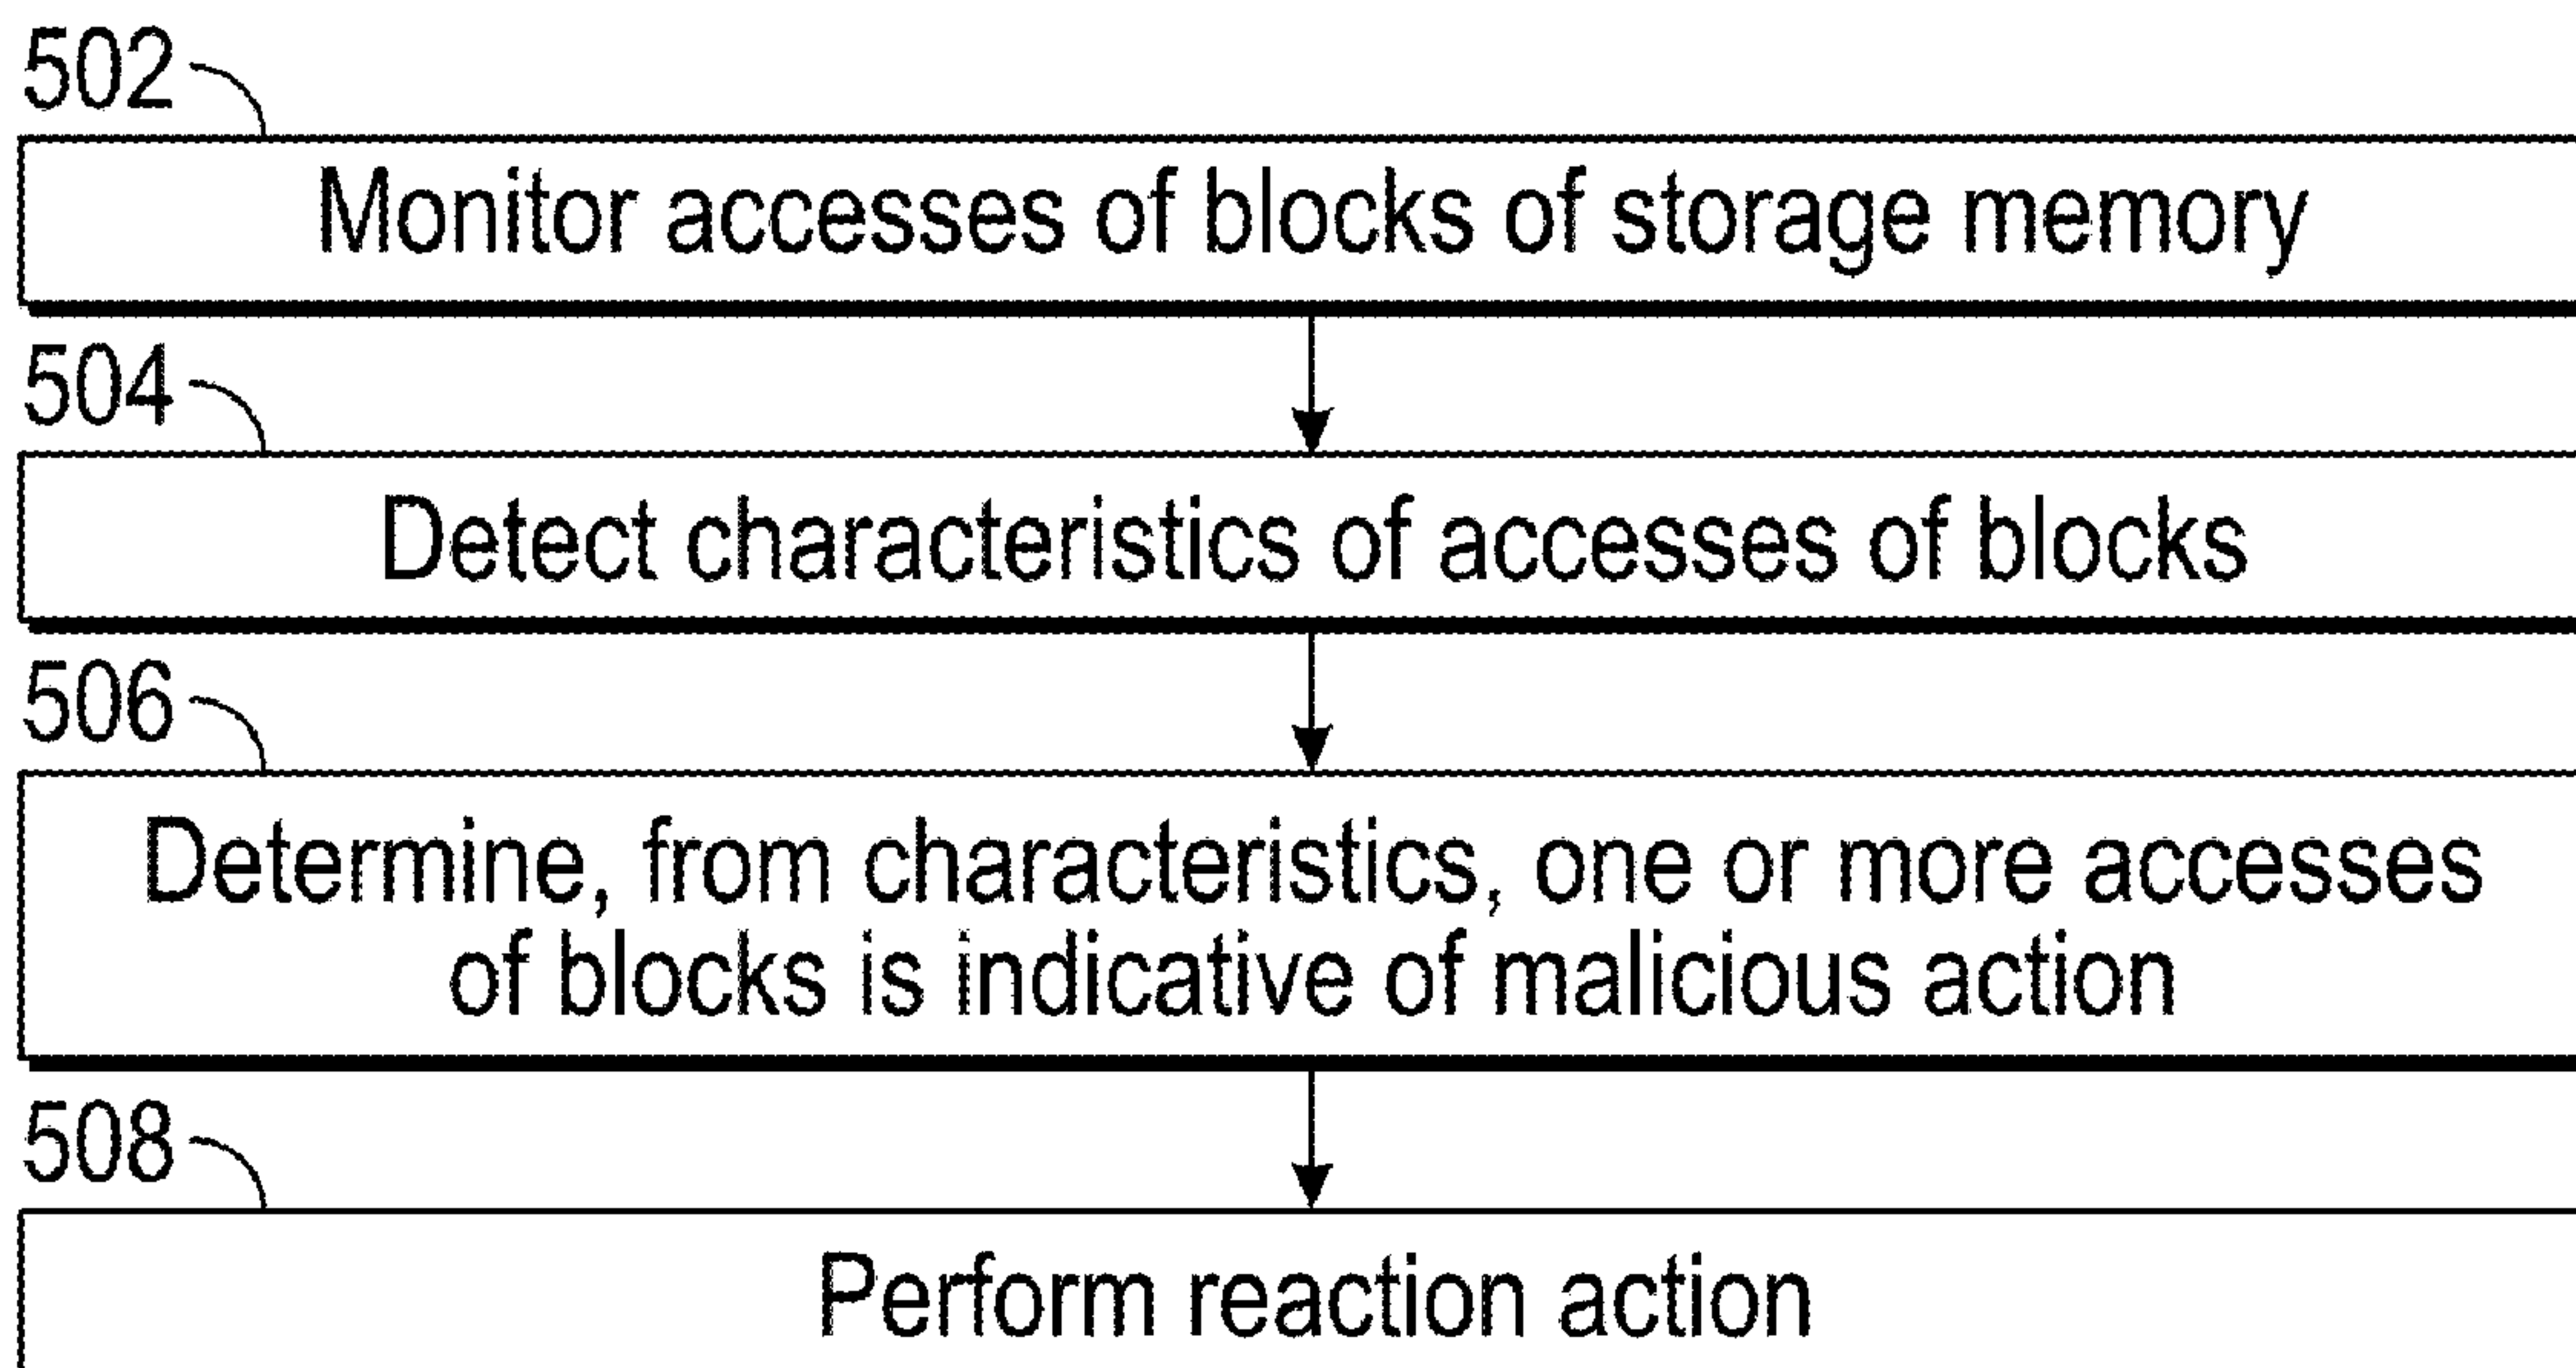 502
Monitor accesses of blocks of storage memory
504
Detect characteristics of accesses of blocks
506
Determine, from characteristics, one or more accesses
of blocks is indicative of malicious action
508
Perform reaction action